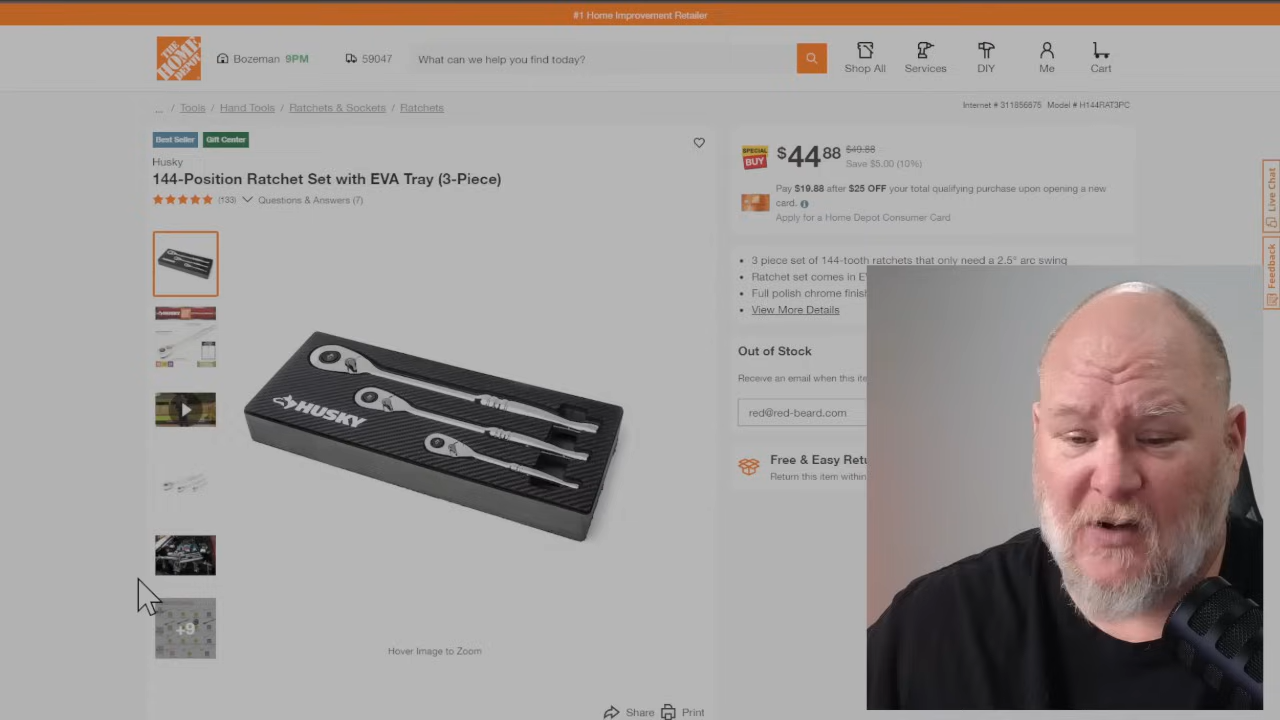 #1 Home Improvement Retailer
THE HOME DEPOT
Bozeman 9PM
59047
What can we help you find today?
Shop All
Services
DIY
Me
Cart
... / Tools / Hand Tools / Ratchets & Sockets / Ratchets
Internet # 311856675 Model # H144RAT3PC
Best Seller
Gift Center
Husky
144-Position Ratchet Set with EVA Tray (3-Piece)
(133)
Questions & Answers (7)
HUSKY
+9
Hover Image to Zoom
Share
Print
SPECIAL BUY
$44 88
$49.88
Save $5.00 (10%)
Pay $19.88 after $25 OFF your total qualifying purchase upon opening a new
card.
Apply for a Home Depot Consumer Card
3 piece set of 144-tooth ratchets that only need a 2.5° arc swing
Ratchet set comes in E
Full polish chrome finis
View More Details
Out of Stock
Receive an email when this ite
red@red-beard.com
Free & Easy Retu
Return this item within
Live Chat
Feedback